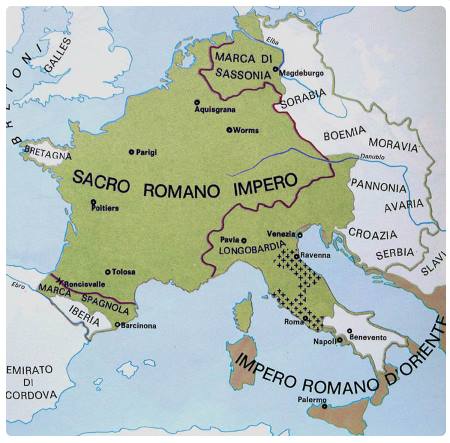 BRETONI
GALLES
Elba
MARCA DI
SASSONIA
Magdeburgo
SORABIA
Aquisgrana
Worms
BOEMIA
MORAVIA
Parigi
BRETAGNA
Danubio
SACRO ROMANO IMPERO
PANNONIA
AVARIA
Poitiers
CROAZIA
SERBIA
SLAVI
Venezia
Pavia
LONGOBARDIA
Ravenna
Tolosa
Roncisvalle
MARCA SPAGNOLA
Ebro
IBERIA
Barcinona
Roma
Benevento
Napoli
IMPERO ROMANO D'ORIENTE
EMIRATO
DI
CORDOVA
Palermo